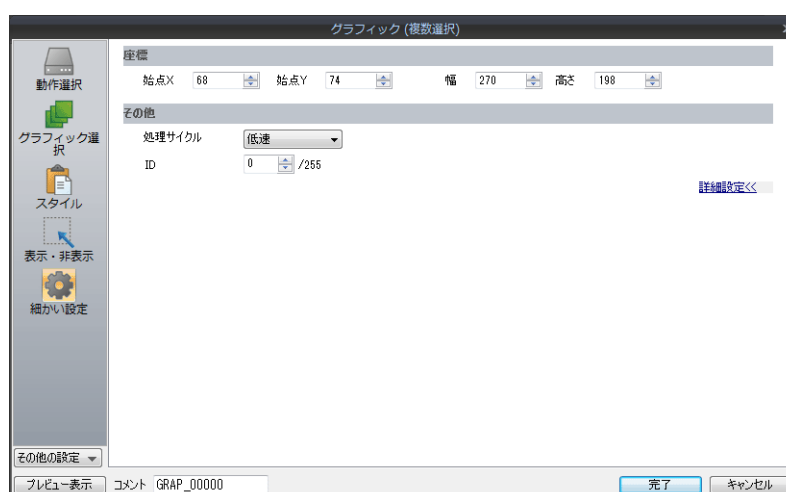 グラフィック (複数選択)
動作選択
グラフィック選
択
スタイル
表示・非表示
細かい設定
その他の設定
座標
始点X 68 始点Y 74 幅 270 高さ 198
その他
処理サイクル 低速
ID 0 /255
詳細設定<<
プレビュー表示 コメント GRAP_00000 完了 キャンセル